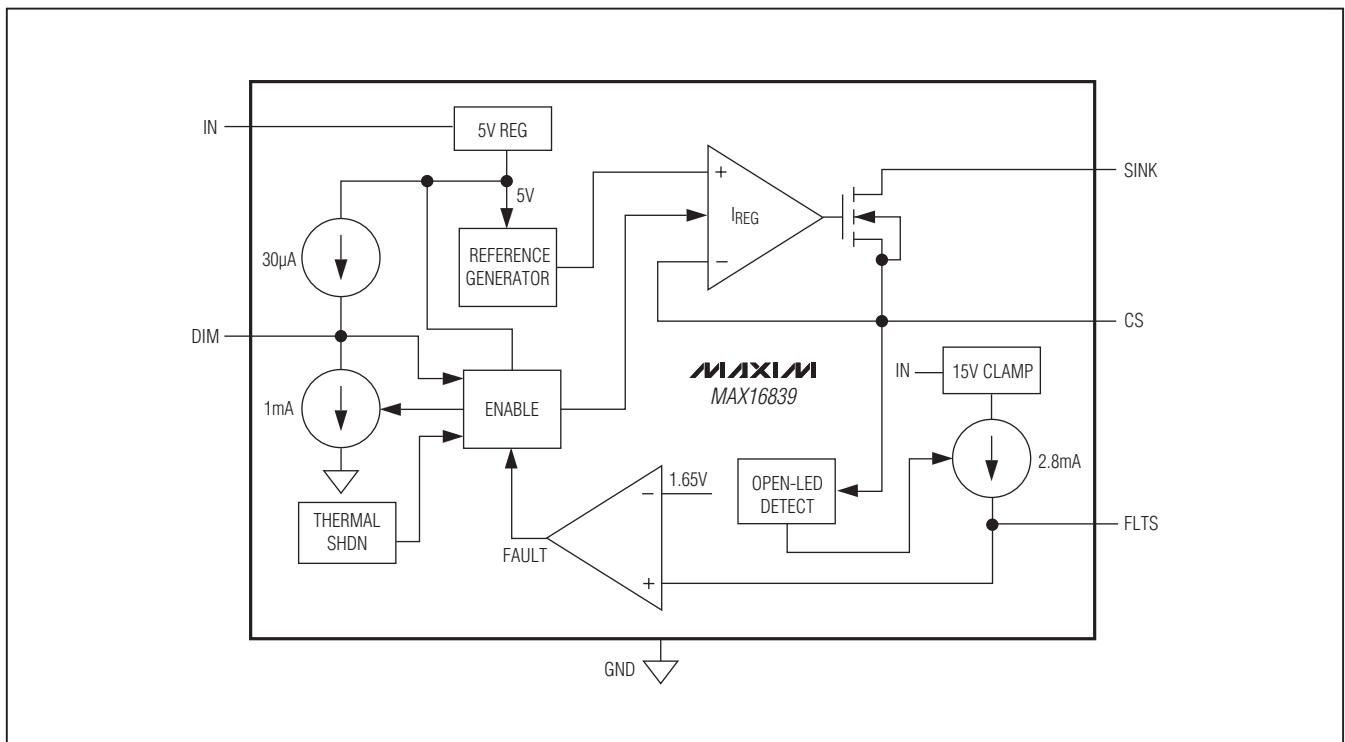 IN
5V REG
5V
30µA
REFERENCE
GENERATOR
+
IREG
−
SINK
DIM
CS
1mA
ENABLE
MAXIM
MAX16839
IN
15V CLAMP
2.8mA
OPEN-LED
DETECT
1.65V
−
THERMAL
SHDN
FAULT
+
FLTS
GND